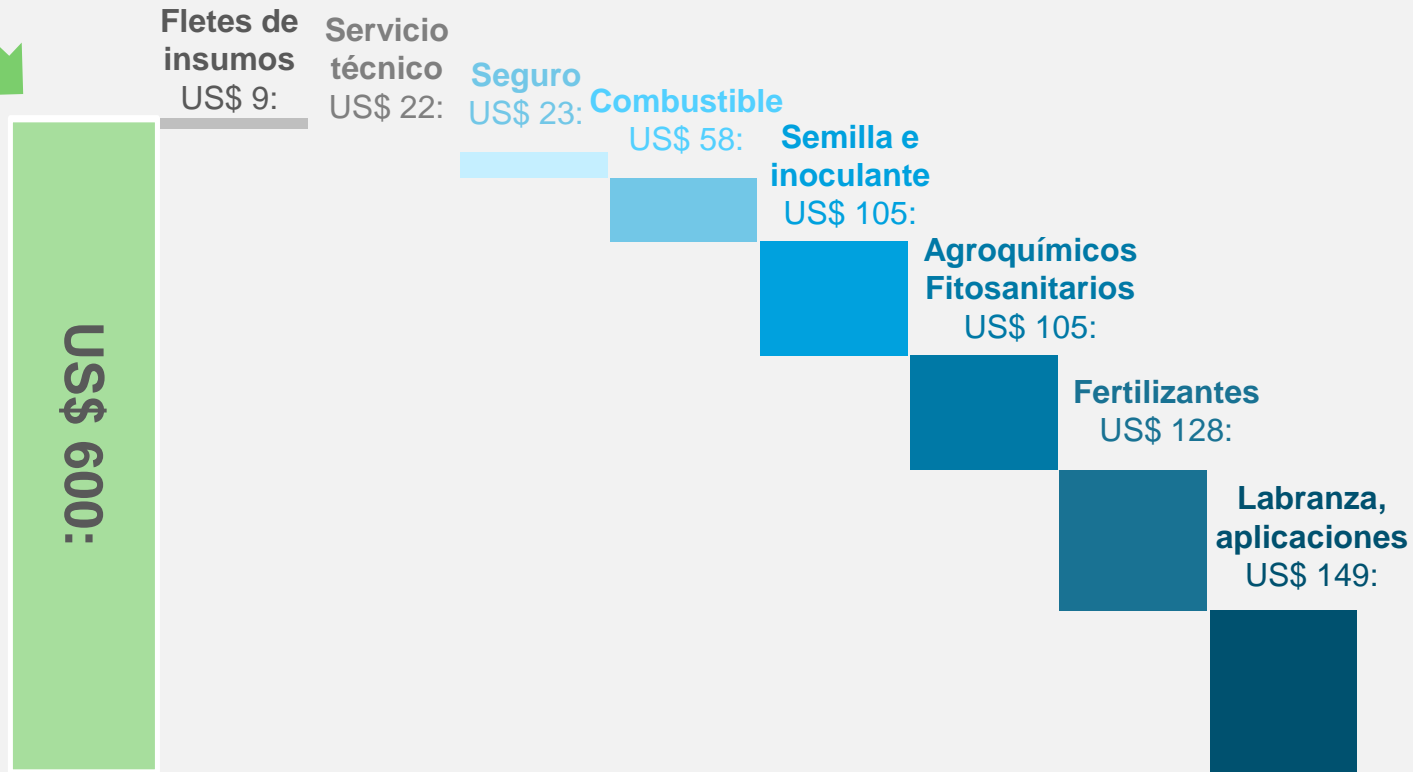 Fletes de
insumos
US$ 9:
Servicio
técnico
US$ 22:
Seguro
US$ 23:
Combustible
US$ 58:
Semilla e
inoculante
US$ 105:
Agroquímicos
Fitosanitarios
US$ 105:
Fertilizantes
US$ 128:
Labranza,
aplicaciones
US$ 149:
US$ 600: